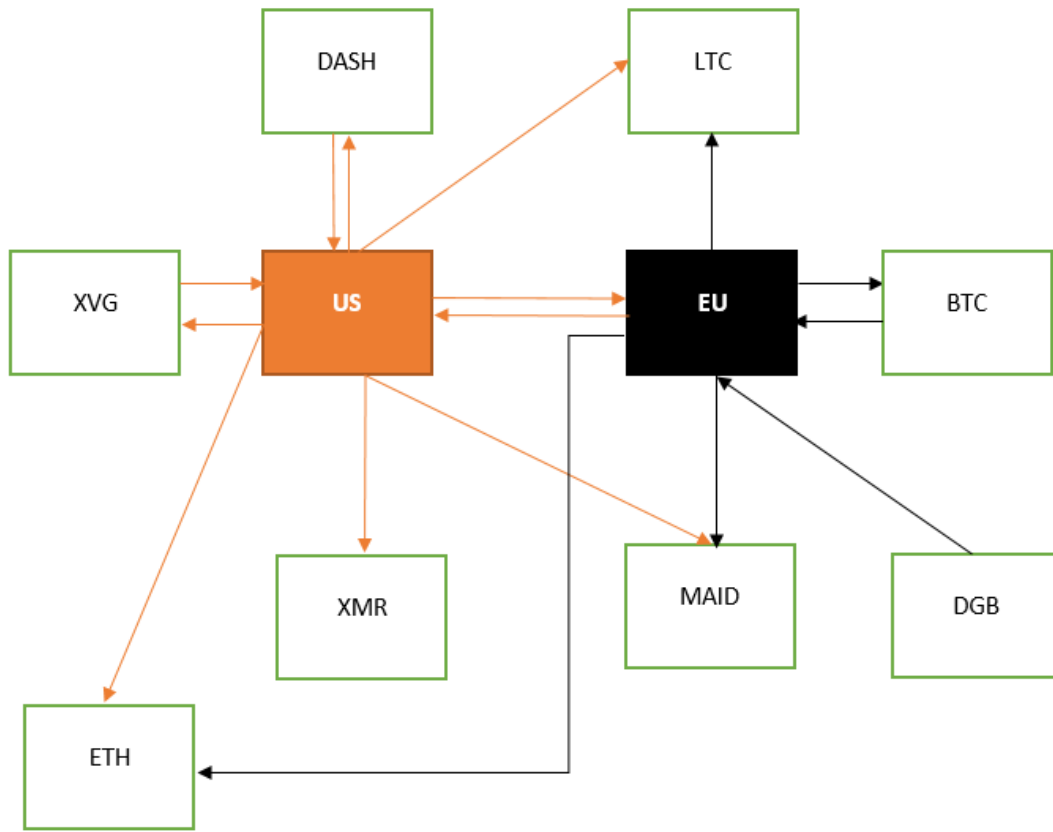 DASH
LTC
XVG
US
EU
BTC
XMR
MAID
DGB
ETH